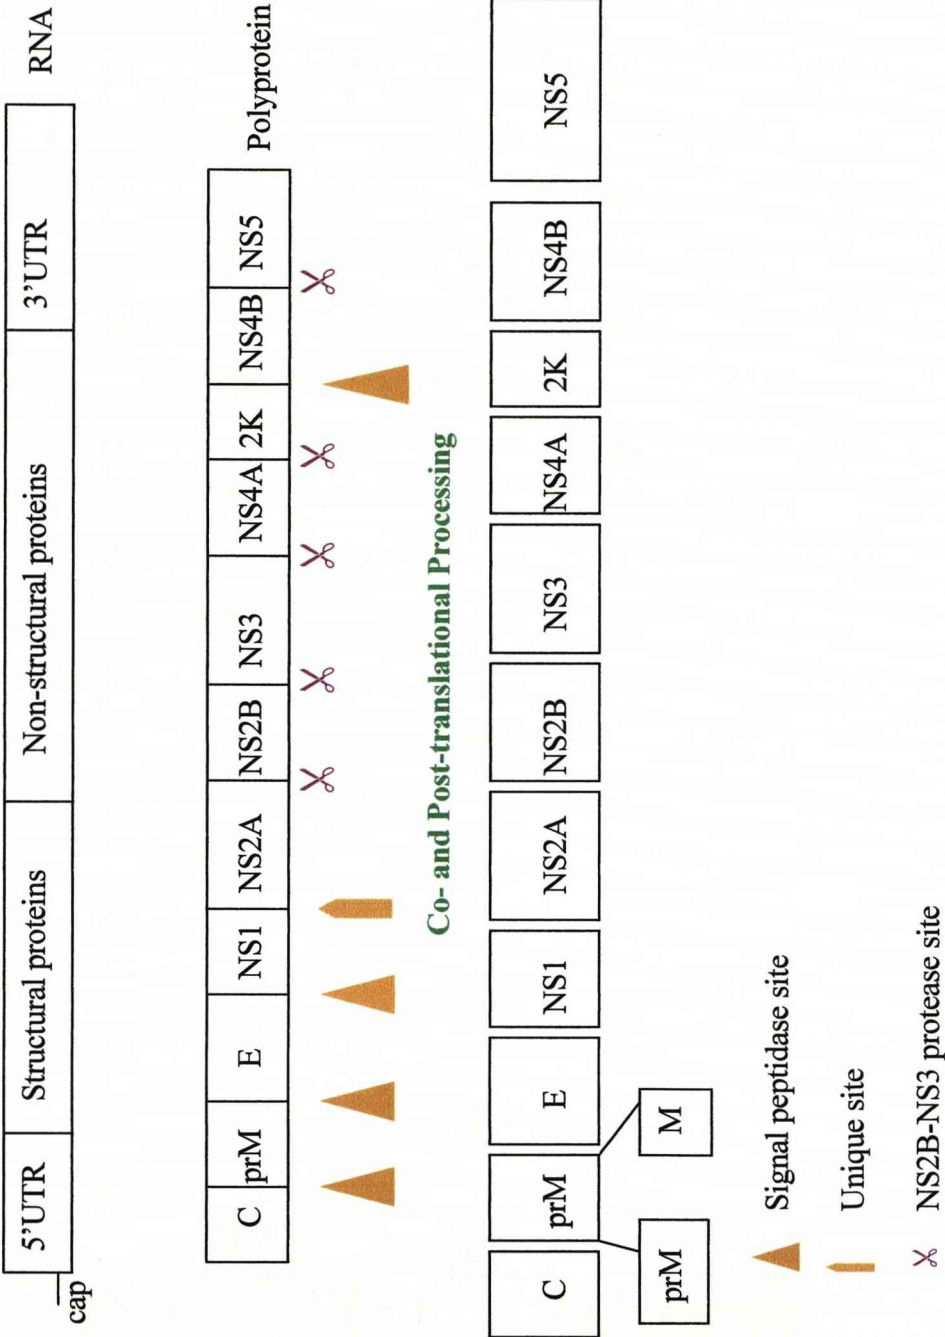 5'UTR
Structural proteins
Non-structural proteins
3'UTR
RNA
cap
C
prM
E
NS1
NS2A
NS2B
NS3
NS4A
2K
NS4B
NS5
Polyprotein
Co- and Post-translational Processing
C
prM
E
NS1
NS2A
NS2B
NS3
NS4A
2K
NS4B
NS5
prM
M
Signal peptidase site
Unique site
NS2B-NS3 protease site